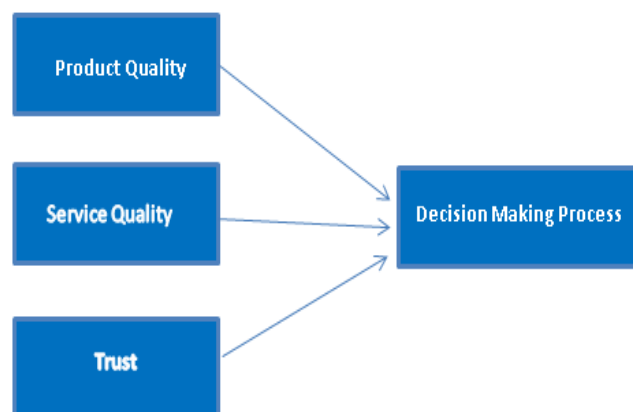 Product Quality
Service Quality
Decision Making Process
Trust